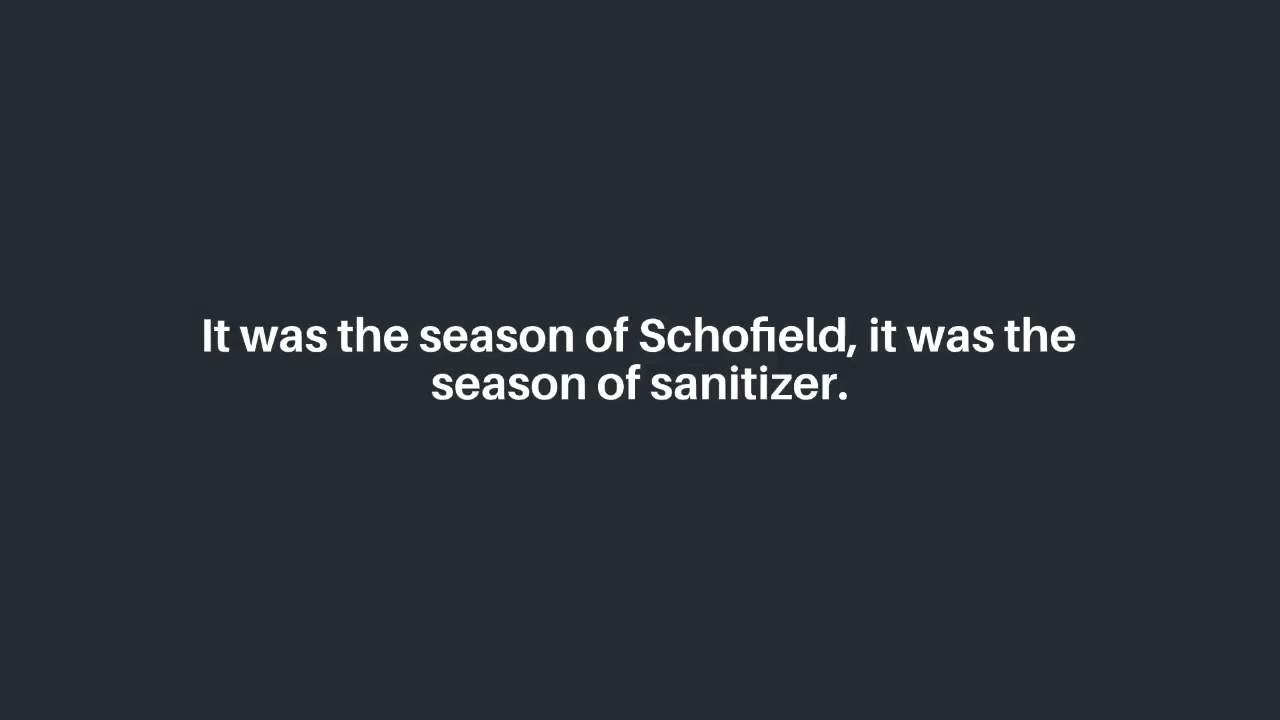 It was the season of Schofield, it was the
season of sanitizer.